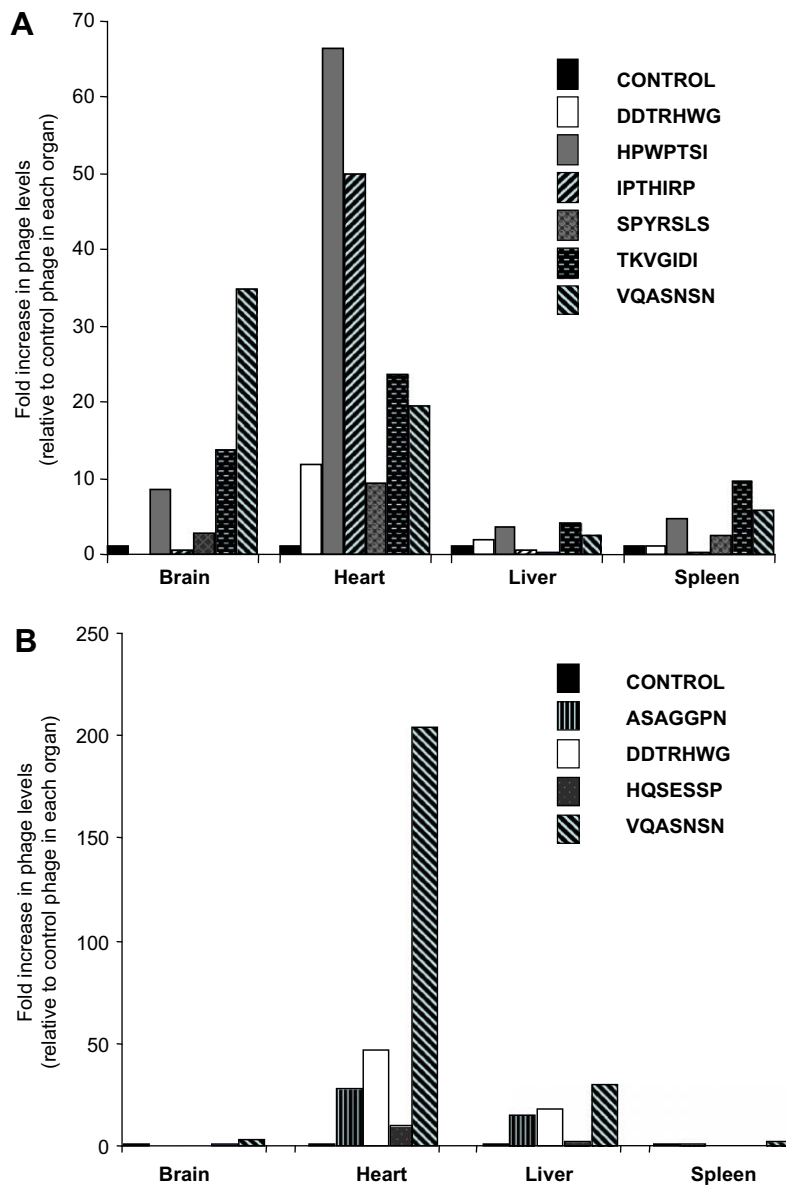 A
Fold increase in phage levels
(relative to control phage in each organ)
70
60
50
40
30
20
10
0
CONTROL
DDTRHWG
HPWPTSI
IPTHIRP
SPYRSLS
TKVGIDI
VQASNSN
Brain Heart Liver Spleen
B
Fold increase in phage levels
(relative to control phage in each organ)
250
200
150
100
50
0
CONTROL
ASAGGPN
DDTRHWG
HQSESSP
VQASNSN
Brain Heart Liver Spleen